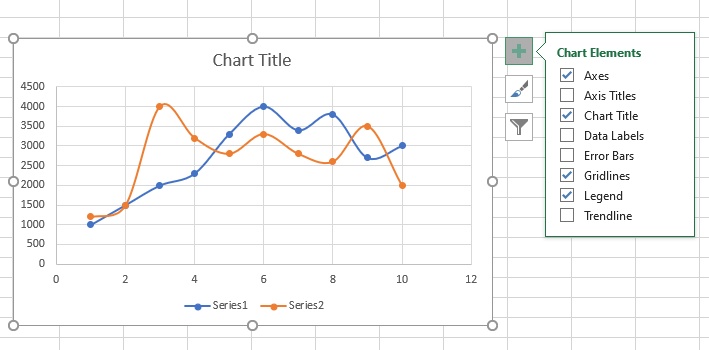 Chart Title
4500
4000
3500
3000
2500
2000
1500
1000
500
0
0 2 4 6 8 10 12
Series1 Series2
Chart Elements
Axes
Axis Titles
Chart Title
Data Labels
Error Bars
Gridlines
Legend
Trendline